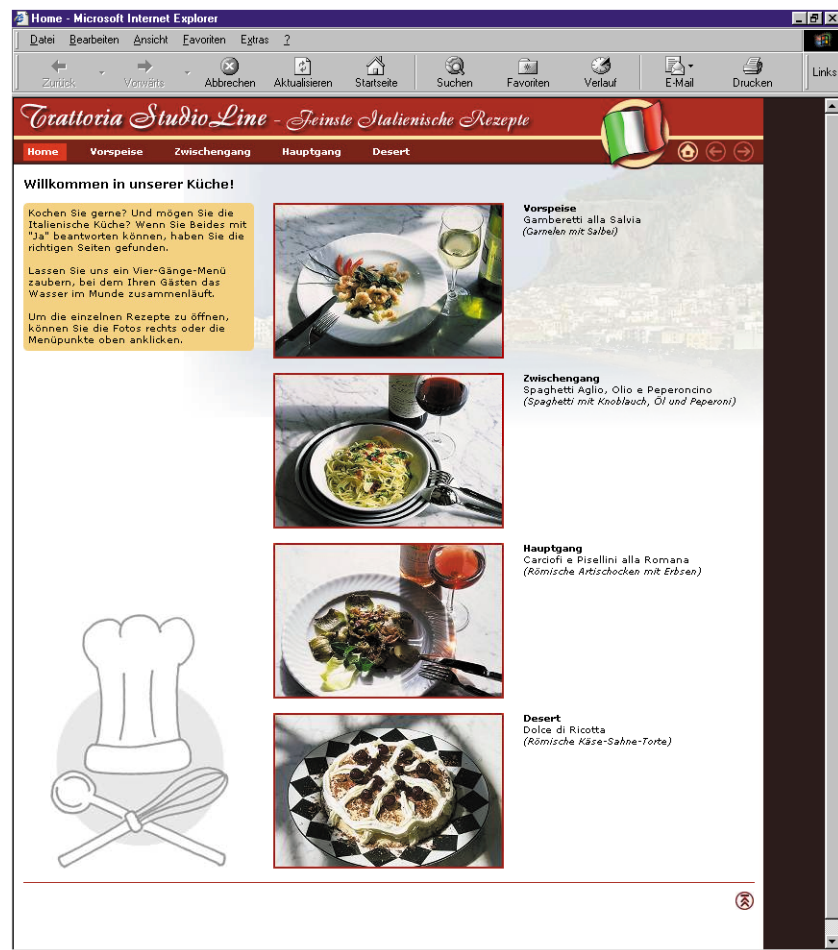 Home - Microsoft Internet Explorer
Datei Bearbeiten Ansicht Favoriten Extras ?
Zurück Vorwärts Abbrechen Aktualisieren Startseite Suchen Favoriten Verlauf E-Mail Drucken Links
Trattoria StudioLine - Feinste Italienische Rezepte
Home Vorspeise Zwischengang Hauptgang Desert
Willkommen in unserer Küche!
Kochen Sie gerne? Und mögen Sie die
Italienische Küche? Wenn Sie Beides mit
"Ja" beantworten können, haben Sie die
richtigen Seiten gefunden.
Lassen Sie uns ein Vier-Gänge-Menü
zaubern, bei dem Ihren Gästen das
Wasser im Munde zusammenläuft.
Um die einzelnen Rezepte zu öffnen,
können Sie die Fotos rechts oder die
Menüpunkte oben anklicken.
Vorspeise
Gamberetti alla Salvia
(Garnelen mit Salbei)
Zwischengang
Spaghetti Aglio, Olio e Peperoncino
(Spaghetti mit Knoblauch, Öl und Peperoni)
Hauptgang
Carciofi e Pisellini alla Romana
(Römische Artischocken mit Erbsen)
Desert
Dolce di Ricotta
(Römische Käse-Sahne-Torte)